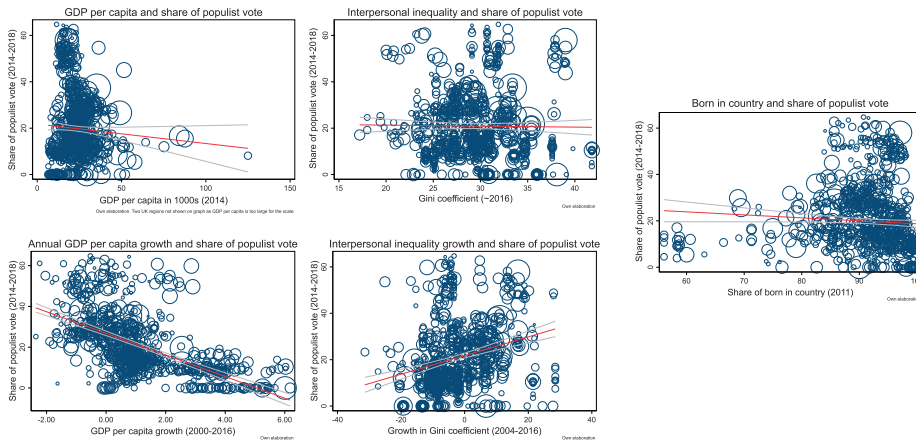 GDP per capita and share of populist vote
Share of populist vote (2014-2018)
60
40
20
0
0
50
100
150
GDP per capita in 1000s (2014)
Own elaboration. Two UK regions not shown on graph as GDP per capita is too large for the scale
Interpersonal inequality and share of populist vote
Share of populist vote (2014-2018)
60
40
20
0
15
20
25
30
35
40
Gini coefficient (~2016)
Own elaboration
Born in country and share of populist vote
Share of populist vote (2014-2018)
60
40
20
0
60
70
80
90
Share of born in country (2011)
Own elaboration
Annual GDP per capita growth and share of populist vote
Share of populist vote (2014-2018)
60
40
20
0
-2.00
0.00
2.00
4.00
6.00
GDP per capita growth (2000-2016)
Own elaboration
Interpersonal inequality growth and share of populist vote
Share of populist vote (2014-2018)
60
40
20
0
-40
-20
0
20
40
Growth in Gini coefficient (2004-2016)
Own elaboration